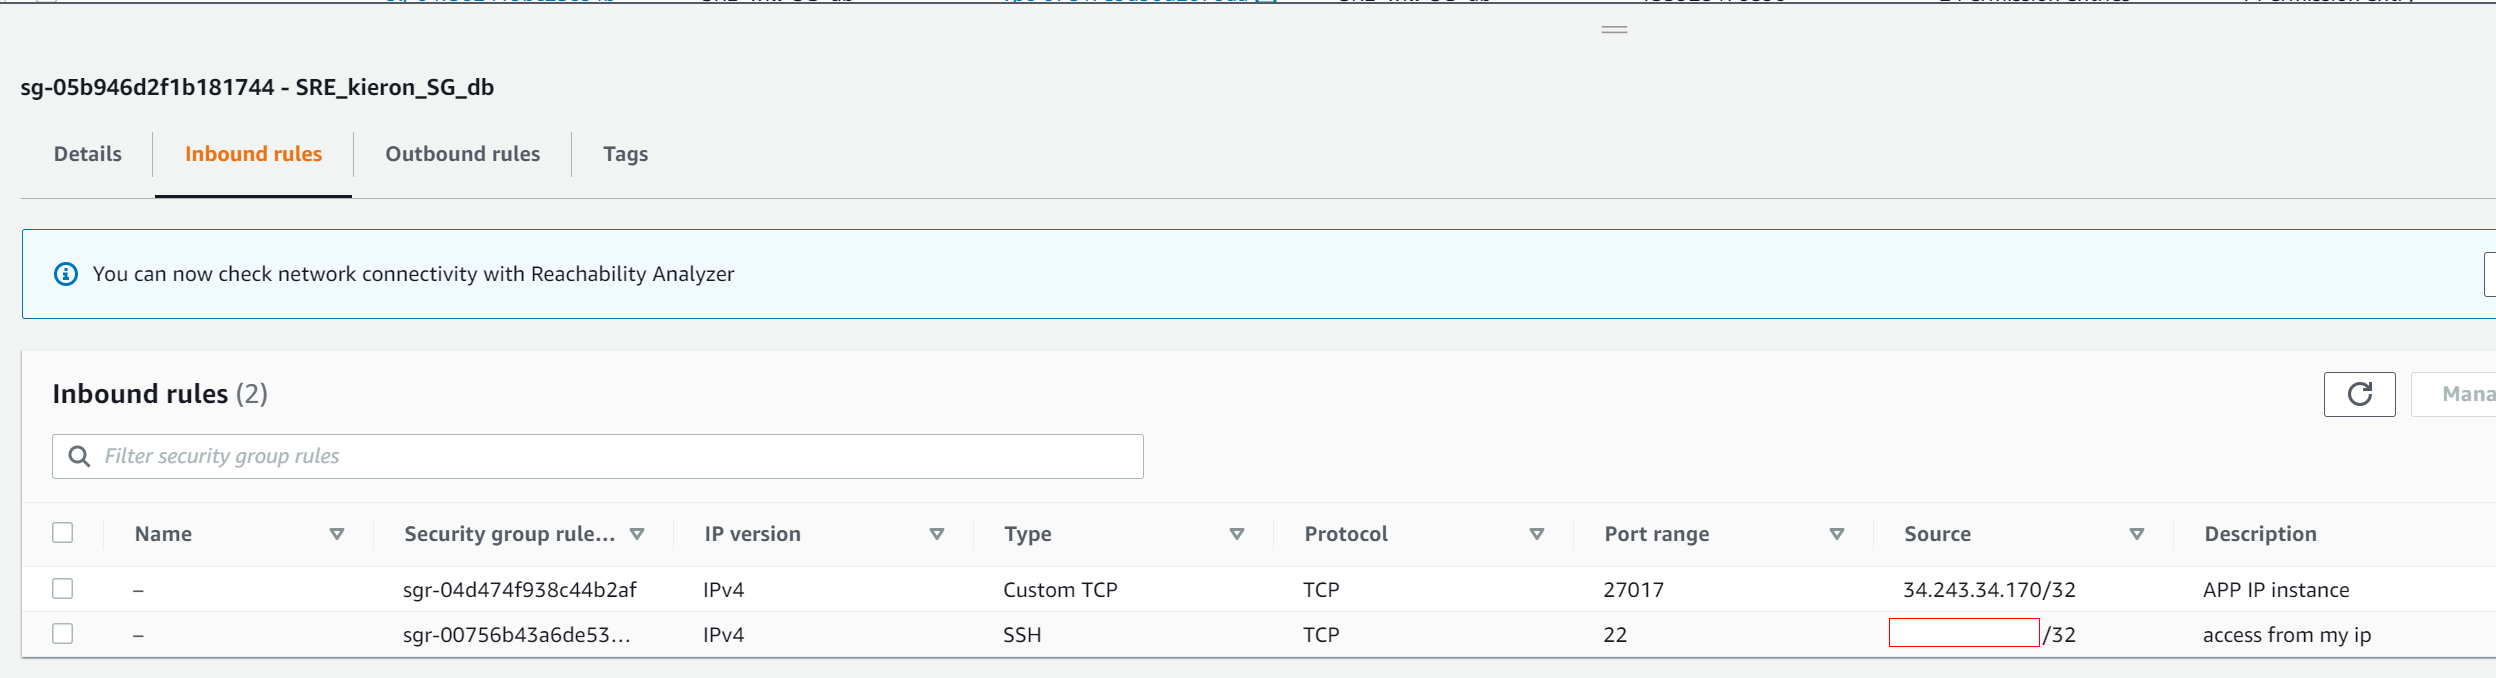 sg-05b946d2f1b181744 - SRE_kieron_SG_db
Details Inbound rules Outbound rules Tags
You can now check network connectivity with Reachability Analyzer
Inbound rules (2)
Mana
Filter security group rules
Name Security group rule... IP version Type Protocol Port range Source Description
– sgr-04d474f938c44b2af IPv4 Custom TCP TCP 27017 34.243.34.170/32 APP IP instance
– sgr-00756b43a6de53... IPv4 SSH TCP 22 /32 access from my ip